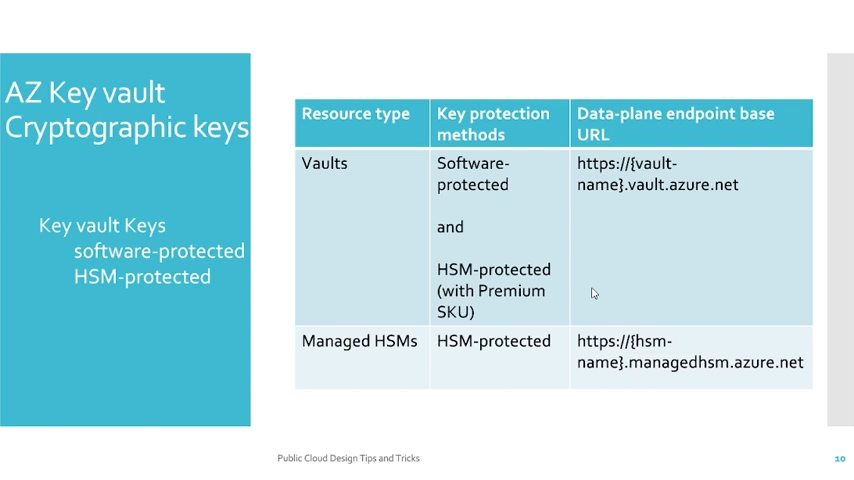 AZ Key vault
Cryptographic keys
Key vault Keys
software-protected
HSM-protected
Resource type
Key protection
methods
Data-plane endpoint base
URL
Vaults
Software-
protected
and
HSM-protected
(with Premium
SKU)
https://{vault-
name}.vault.azure.net
Managed HSMs
HSM-protected
https://{hsm-
name}.managedhsm.azure.net
Public Cloud Design Tips and Tricks
10